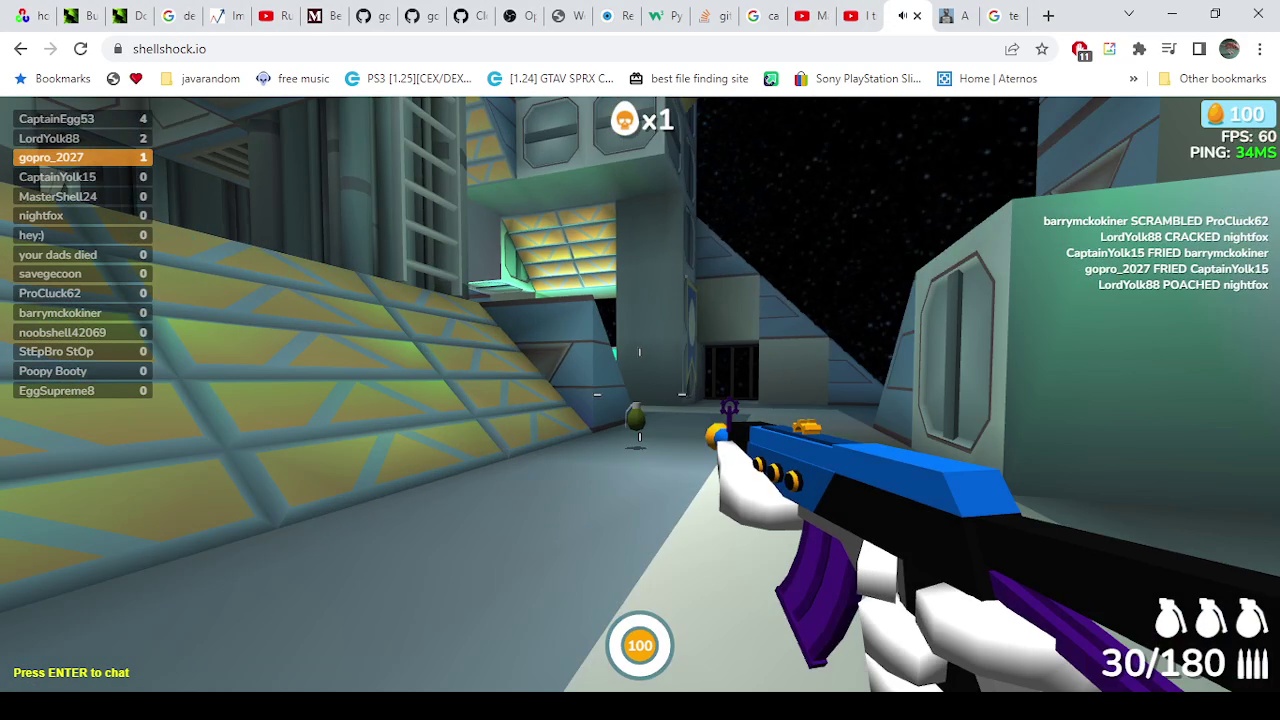 hc
Bu
Dc
de
Im
Ru
Be
gc
gc
Cl
Op
W
Re
Py
git
ca
M
I t
A
te
shellshock.io
11
Bookmarks
javarandom
free music
PS3 [1.25][CEX/DEX...
[1.24] GTAV SPRX C...
best file finding site
Sony PlayStation Sli...
Home | Aternos
»
Other bookmarks
CaptainEgg53 4
LordYolk88 2
gopro_2027 1
CaptainYolk15 0
MasterShell24 0
nightfox 0
hey:) 0
your dads died 0
savegecoon 0
ProCluck62 0
barrymckokiner 0
noobshell42069 0
StEpBro StOp 0
Poopy Booty 0
EggSupreme8 0
x1
100
FPS: 60
PING: 34MS
barrymckokiner SCRAMBLED ProCluck62
LordYolk88 CRACKED nightfox
CaptainYolk15 FRIED barrymckokiner
gopro_2027 FRIED CaptainYolk15
LordYolk88 POACHED nightfox
100
Press ENTER to chat
30/180